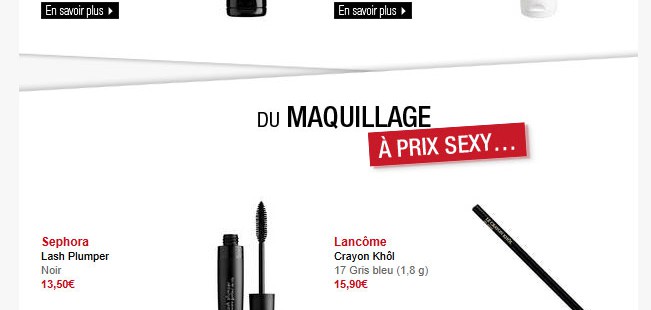 En savoir plus
En savoir plus
DU MAQUILLAGE
À PRIX SEXY...
Sephora
Lash Plumper
Noir
13,50€
Lancôme
Crayon Khôl
17 Gris bleu (1,8 g)
15,90€